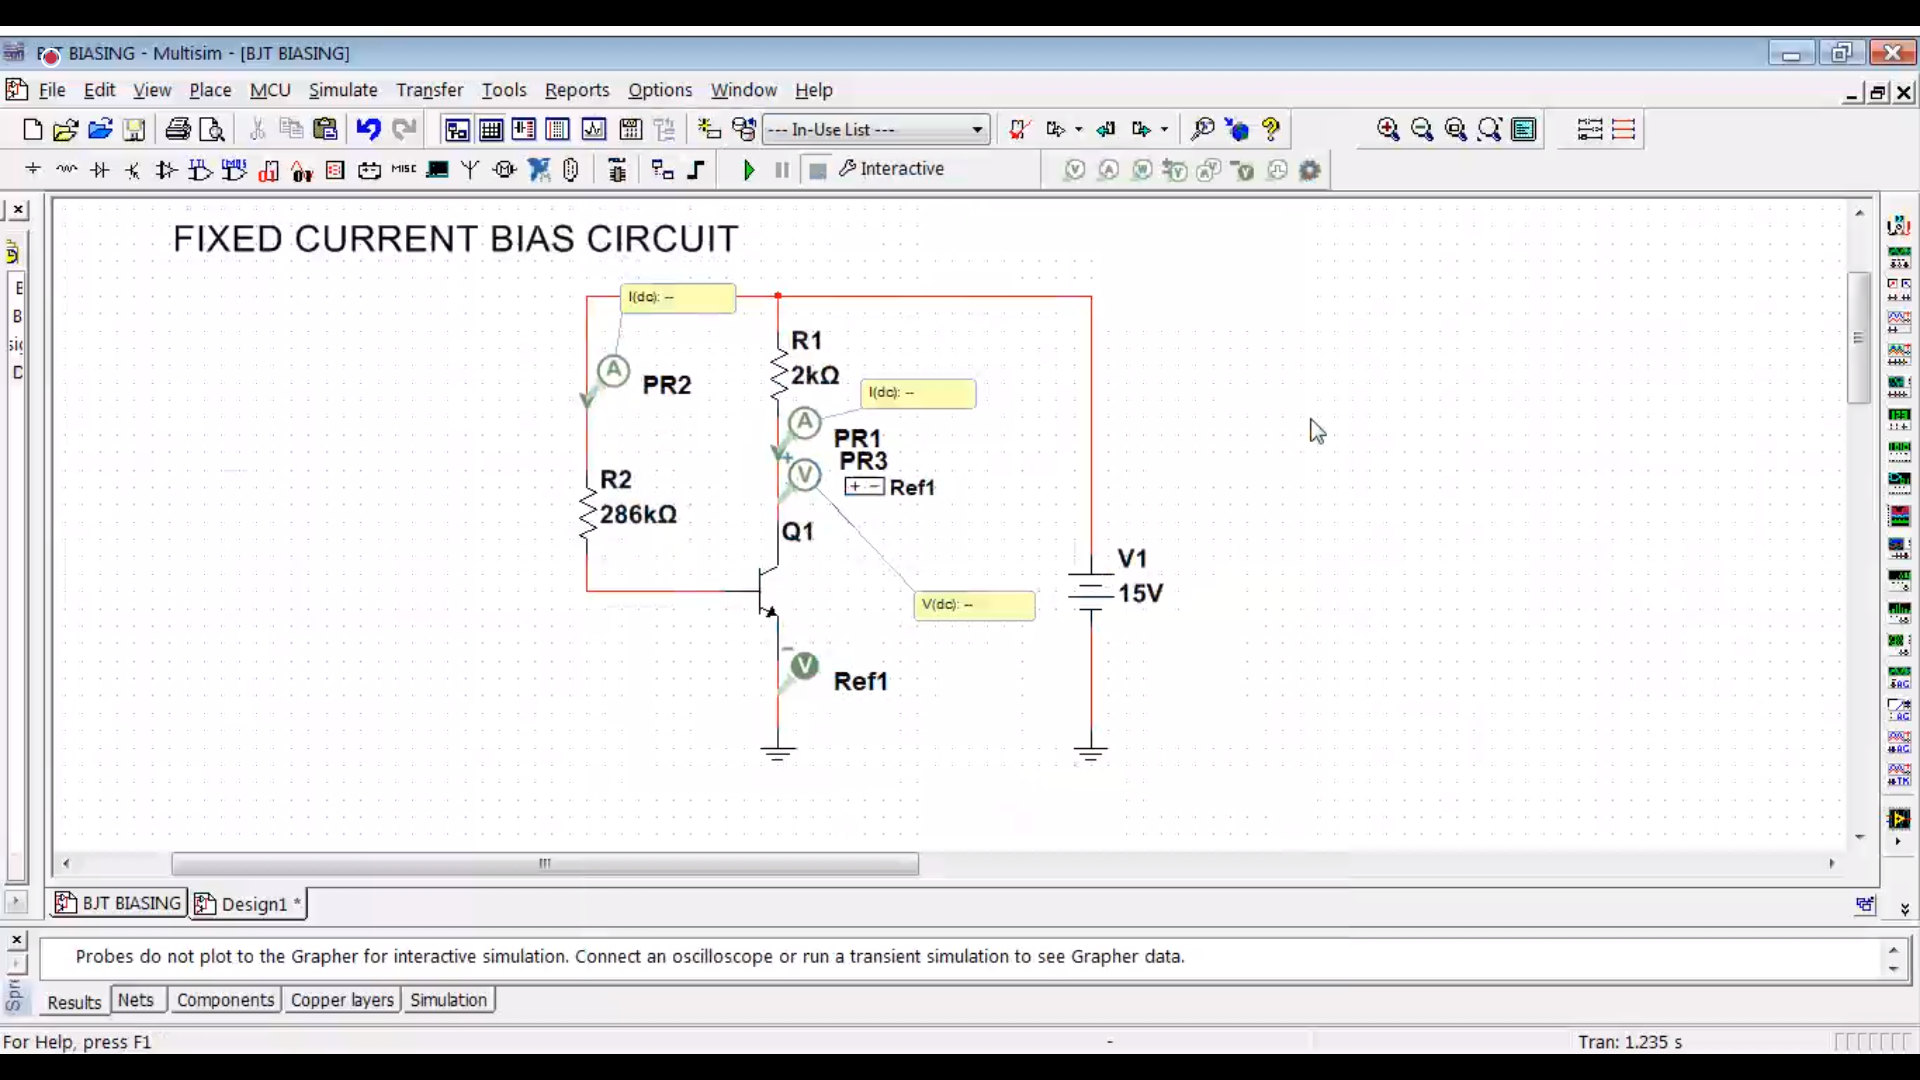 BJT BIASING - Multisim - [BJT BIASING]
File Edit View Place MCU Simulate Transfer Tools Reports Options Window Help
--- In-Use List ---
MISC
Interactive
FIXED CURRENT BIAS CIRCUIT
I(dc): --
R1
2kΩ
PR2
I(dc): --
PR1
PR3
Ref1
R2
286kΩ
Q1
V1
15V
V(dc): --
Ref1
BJT BIASING Design1 *
Probes do not plot to the Grapher for interactive simulation. Connect an oscilloscope or run a transient simulation to see Grapher data.
Results Nets Components Copper layers Simulation
For Help, press F1
-
Tran: 1.235 s